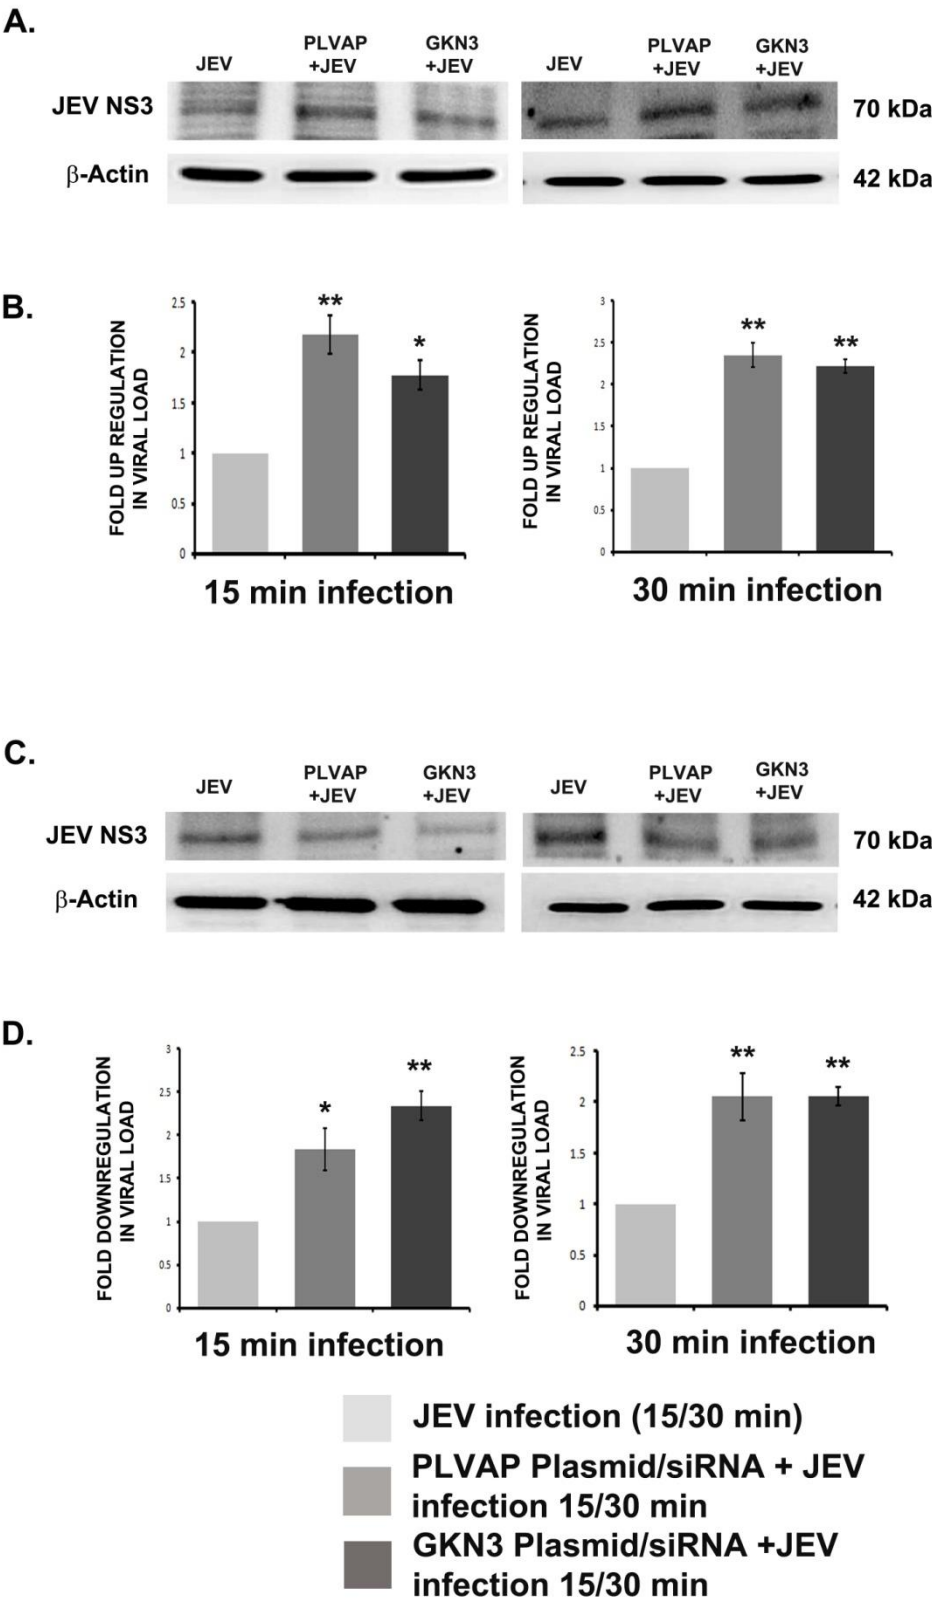 A.
JEV
PLVAP
+JEV
GKN3
+JEV
JEV
PLVAP
+JEV
GKN3
+JEV
JEV NS3
70 kDa
β-Actin
42 kDa
B.
FOLD UP REGULATION
IN VIRAL LOAD
2.5
2
1.5
1
0.5
0
**
*
15 min infection
FOLD UP REGULATION
IN VIRAL LOAD
3
2.5
2
1.5
1
0.5
0
**
**
30 min infection
C.
JEV
PLVAP
+JEV
GKN3
+JEV
JEV
PLVAP
+JEV
GKN3
+JEV
JEV NS3
70 kDa
β-Actin
42 kDa
D.
FOLD DOWNREGULATION
IN VIRAL LOAD
3
2.5
2
1.5
1
0.5
0
*
**
15 min infection
FOLD DOWNREGULATION
IN VIRAL LOAD
2.5
2
1.5
1
0.5
0
**
**
30 min infection
JEV infection (15/30 min)
PLVAP Plasmid/siRNA + JEV
infection 15/30 min
GKN3 Plasmid/siRNA +JEV
infection 15/30 min